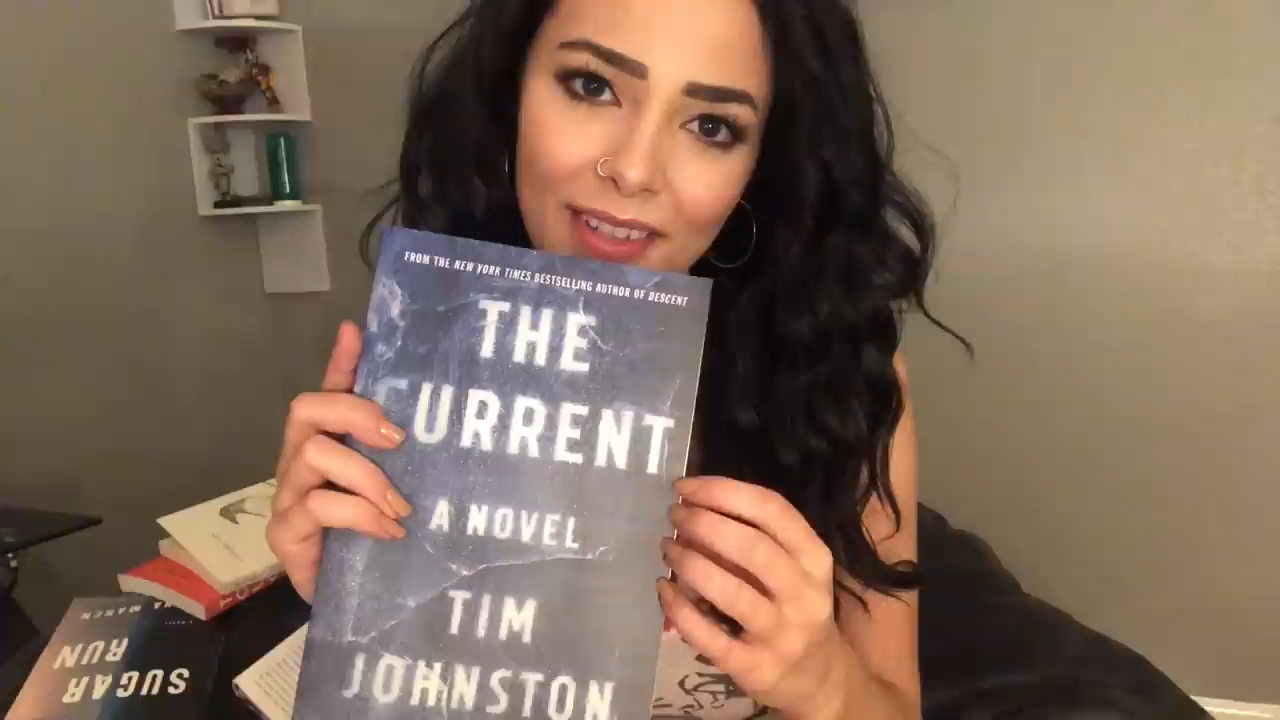 FROM THE NEW YORK TIMES BESTSELLING AUTHOR OF DESCENT
THE
CURRENT
A NOVEL
TIM
JOHNSTON
SUGAR
RUN